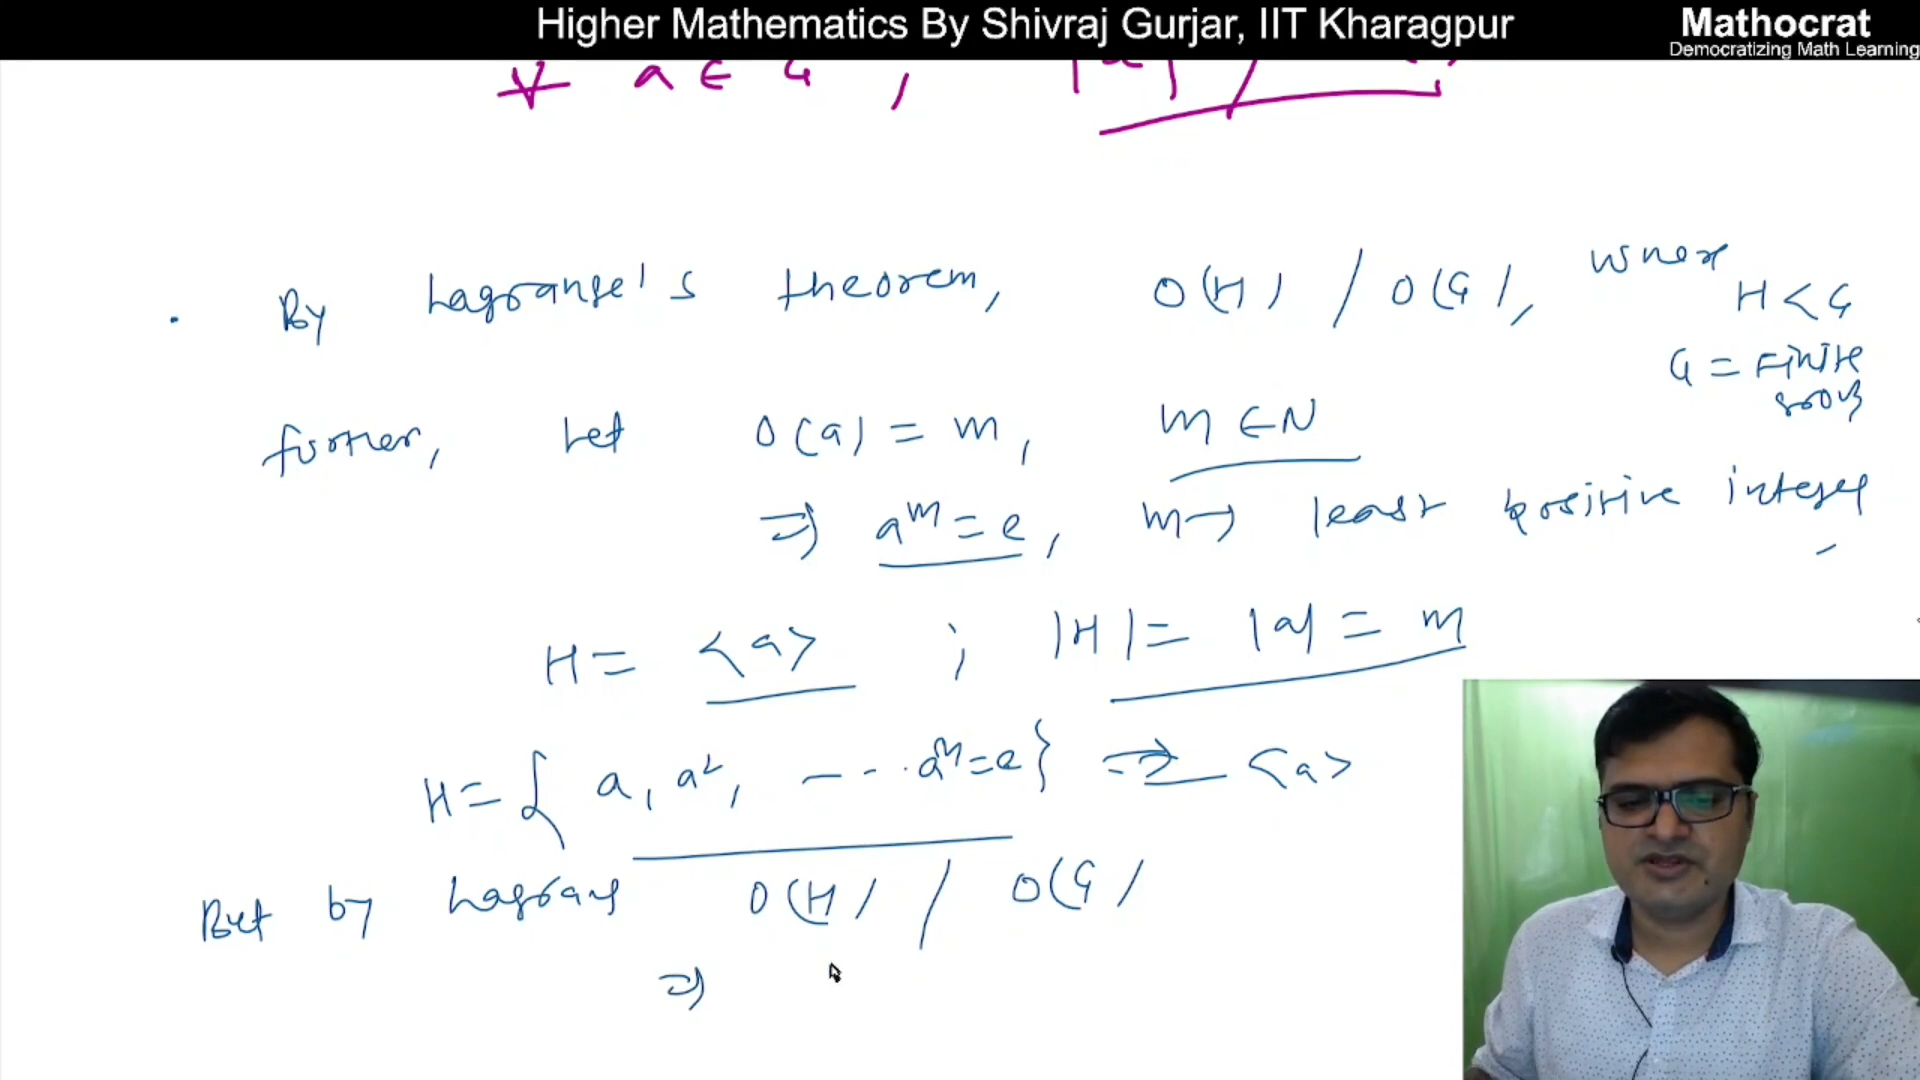 Higher Mathematics By Shivraj Gurjar, IIT Kharagpur
Mathocrat
Democratizing Math Learning
∀ a ∈ G ,
. By Lagrange's theorem, O(H) / O(G), where H < G
G = Finite group
further, Let O(a) = m, m ∈ N
⇒ a^m = e, m → least positive integer
H = <a> ; |H| = |a| = m
H = { a, a², --- a^m = e } ⇒ <a>
But by Lagrang O(H) / O(G)
⇒